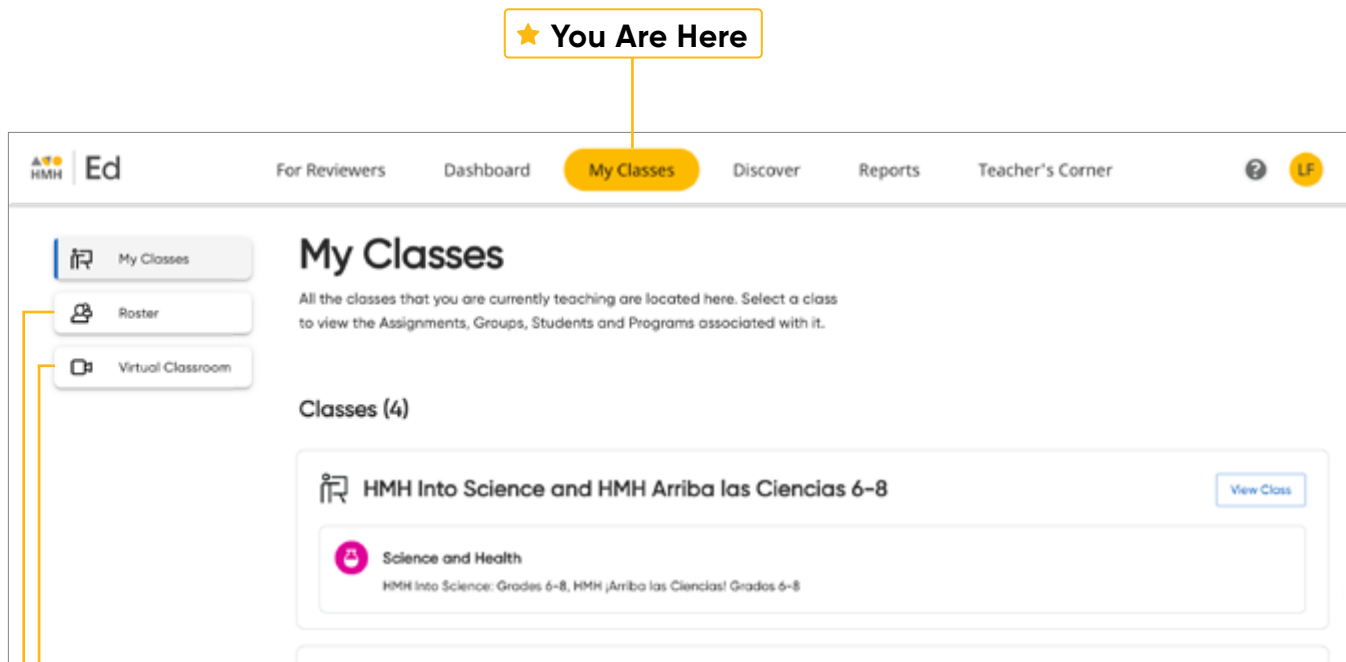 You Are Here
HMH Ed
For Reviewers Dashboard My Classes Discover Reports Teacher's Corner ? LF
My Classes
Roster
Virtual Classroom
My Classes
All the classes that you are currently teaching are located here. Select a class
to view the Assignments, Groups, Students and Programs associated with it.
Classes (4)
HMH Into Science and HMH Arriba las Ciencias 6-8
View Class
Science and Health
HMH Into Science: Grades 6-8, HMH ¡Arriba las Ciencias! Grados 6-8